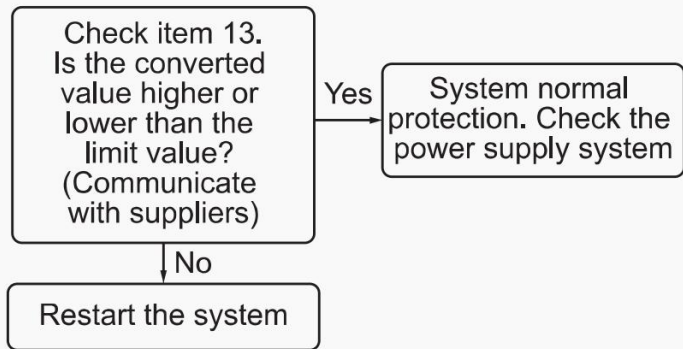 Check item 13.
Is the converted
value higher or
lower than the
limit value?
(Communicate
with suppliers)
Yes
System normal
protection. Check the
power supply system
No
Restart the system